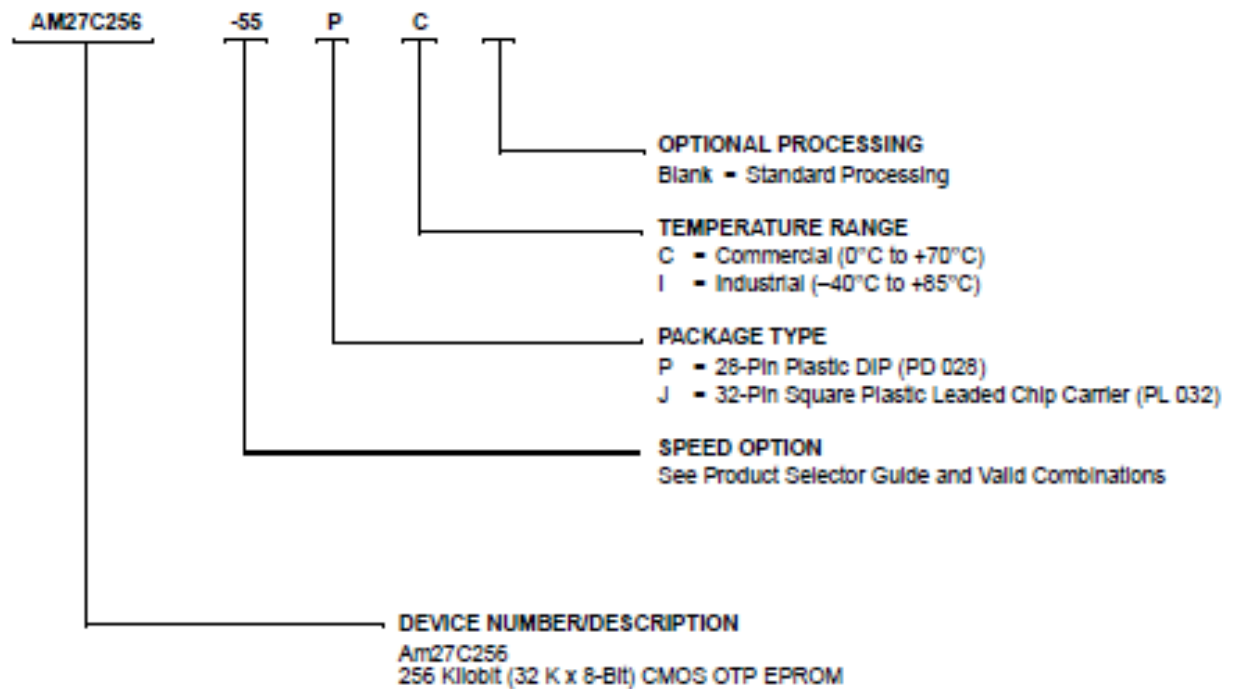 AM27C256 -55 P C
OPTIONAL PROCESSING
Blank = Standard Processing
TEMPERATURE RANGE
C = Commercial (0°C to +70°C)
I = Industrial (–40°C to +85°C)
PACKAGE TYPE
P = 28-Pin Plastic DIP (PD 028)
J = 32-Pin Square Plastic Leaded Chip Carrier (PL 032)
SPEED OPTION
See Product Selector Guide and Valid Combinations
DEVICE NUMBER/DESCRIPTION
Am27C256
256 Kilobit (32 K x 8-Bit) CMOS OTP EPROM